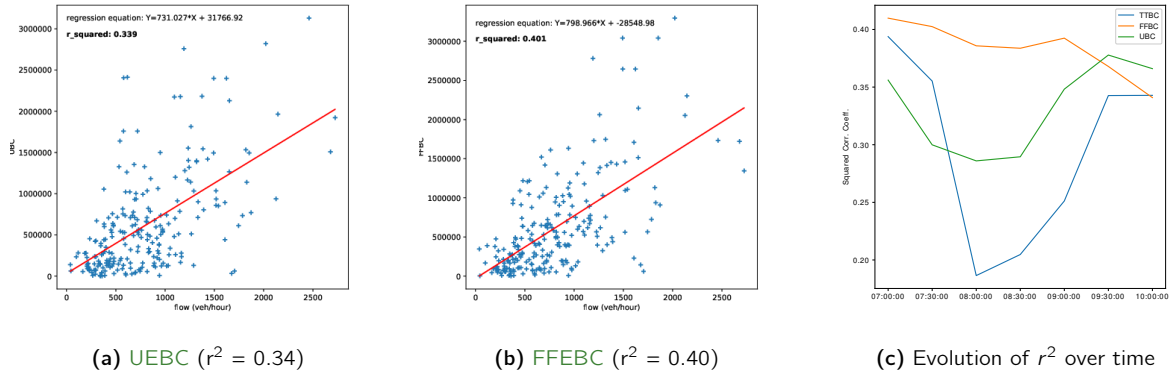 regression equation: Y=731.027*X + 31766.92
r_squared: 0.339
3000000
2500000
2000000
1500000
1000000
500000
0
UBC
0 500 1000 1500 2000 2500
flow (veh/hour)
(a) UEBC (r² = 0.34)
regression equation: Y=798.966*X + -28548.98
r_squared: 0.401
3000000
2500000
2000000
1500000
1000000
500000
0
FFBC
0 500 1000 1500 2000 2500
flow (veh/hour)
(b) FFEBC (r² = 0.40)
TTBC
FFBC
UBC
0.40
0.35
0.30
0.25
0.20
Squared Corr. Coeff.
07:00:00 07:30:00 08:00:00 08:30:00 09:00:00 09:30:00 10:00:00
(c) Evolution of r² over time